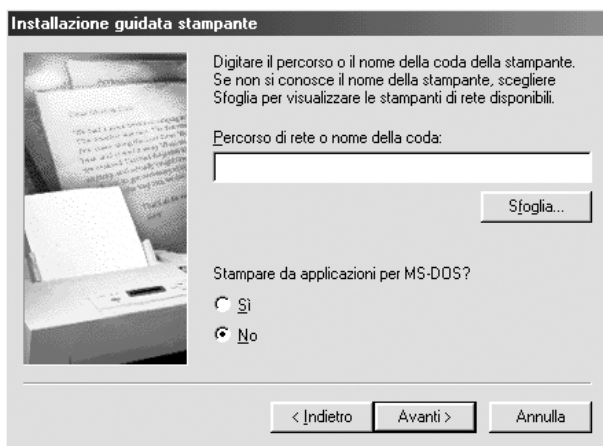 Installazione guidata stampante
Digitare il percorso o il nome della coda della stampante.
Se non si conosce il nome della stampante, scegliere
Sfoglia per visualizzare le stampanti di rete disponibili.
Percorso di rete o nome della coda:
Sfoglia...
Stampare da applicazioni per MS-DOS?
Sì
No
< Indietro
Avanti >
Annulla